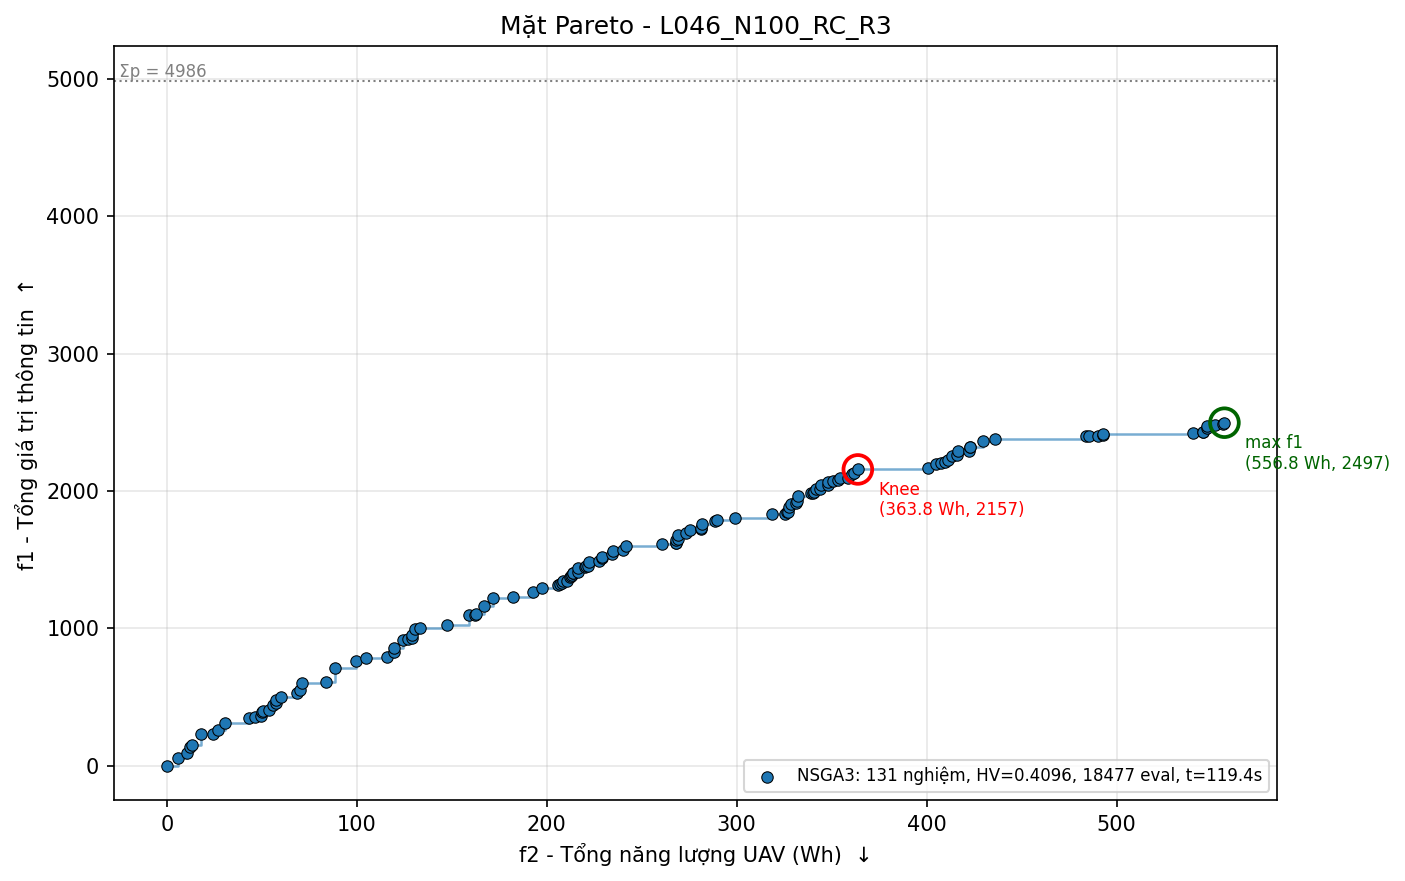 Mặt Pareto - L046_N100_RC_R3
Σp = 4986
5000
4000
3000
2000
1000
0
f1 - Tổng giá trị thông tin ↑
max f1
(556.8 Wh, 2497)
Knee
(363.8 Wh, 2157)
NSGA3: 131 nghiệm, HV=0.4096, 18477 eval, t=119.4s
0 100 200 300 400 500
f2 - Tổng năng lượng UAV (Wh) ↓